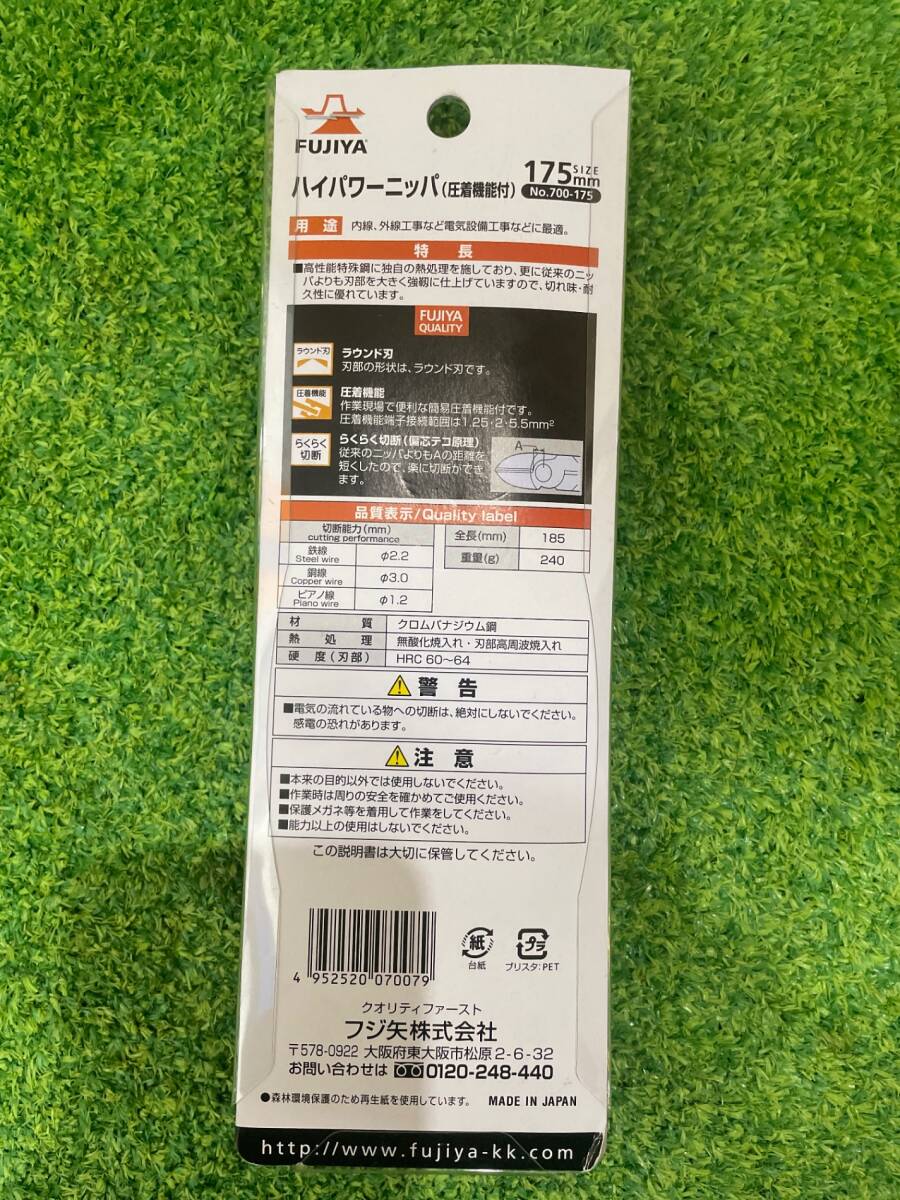 FUJIYA
ハイパワーニッパ(圧着機能付)
175mm SIZE
No.700-175
用途 内線、外線工事など電気設備工事などに最適。
特長
■高性能特殊鋼に独自の熱処理を施しており、更に従来のニッ
パよりも刃部を大きく強靭に仕上げていますので、切れ味・耐
久性に優れています。
FUJIYA
QUALITY
ラウンド刃
ラウンド刃
刃部の形状は、ラウンド刃です。
圧着機能
圧着機能
作業現場で便利な簡易圧着機能付です。
圧着機能端子接続範囲は1.25・2・5.5mm²
らくらく
切断
らくらく切断(偏芯テコ原理)
従来のニッパよりもAの距離を
短くしたので、楽に切断ができ
ます。
A
品質表示/Quality label
切断能力(mm)
cutting performance
鉄線
Steel wire
φ2.2
銅線
Copper wire
φ3.0
ピアノ線
Piano wire
φ1.2
全長(mm) 185
重量(g) 240
材質 クロムバナジウム鋼
熱処理 無酸化焼入れ・刃部高周波焼入れ
硬度(刃部) HRC 60〜64
警告
■電気の流れている物への切断は、絶対にしないでください。
感電の恐れがあります。
注意
■本来の目的以外では使用しないでください。
■作業時は周りの安全を確かめてご使用ください。
■保護メガネ等を着用して作業をしてください。
■能力以上の使用はしないでください。
この説明書は大切に保管してください。
4 952520 070079
紙
台紙
プラ
ブリスタ:PET
クオリティファースト
フジ矢株式会社
〒578-0922 大阪府東大阪市松原2-6-32
お問い合わせは 0120-248-440
●森林環境保護のため再生紙を使用しています。 MADE IN JAPAN
http://www.fujiya-kk.com